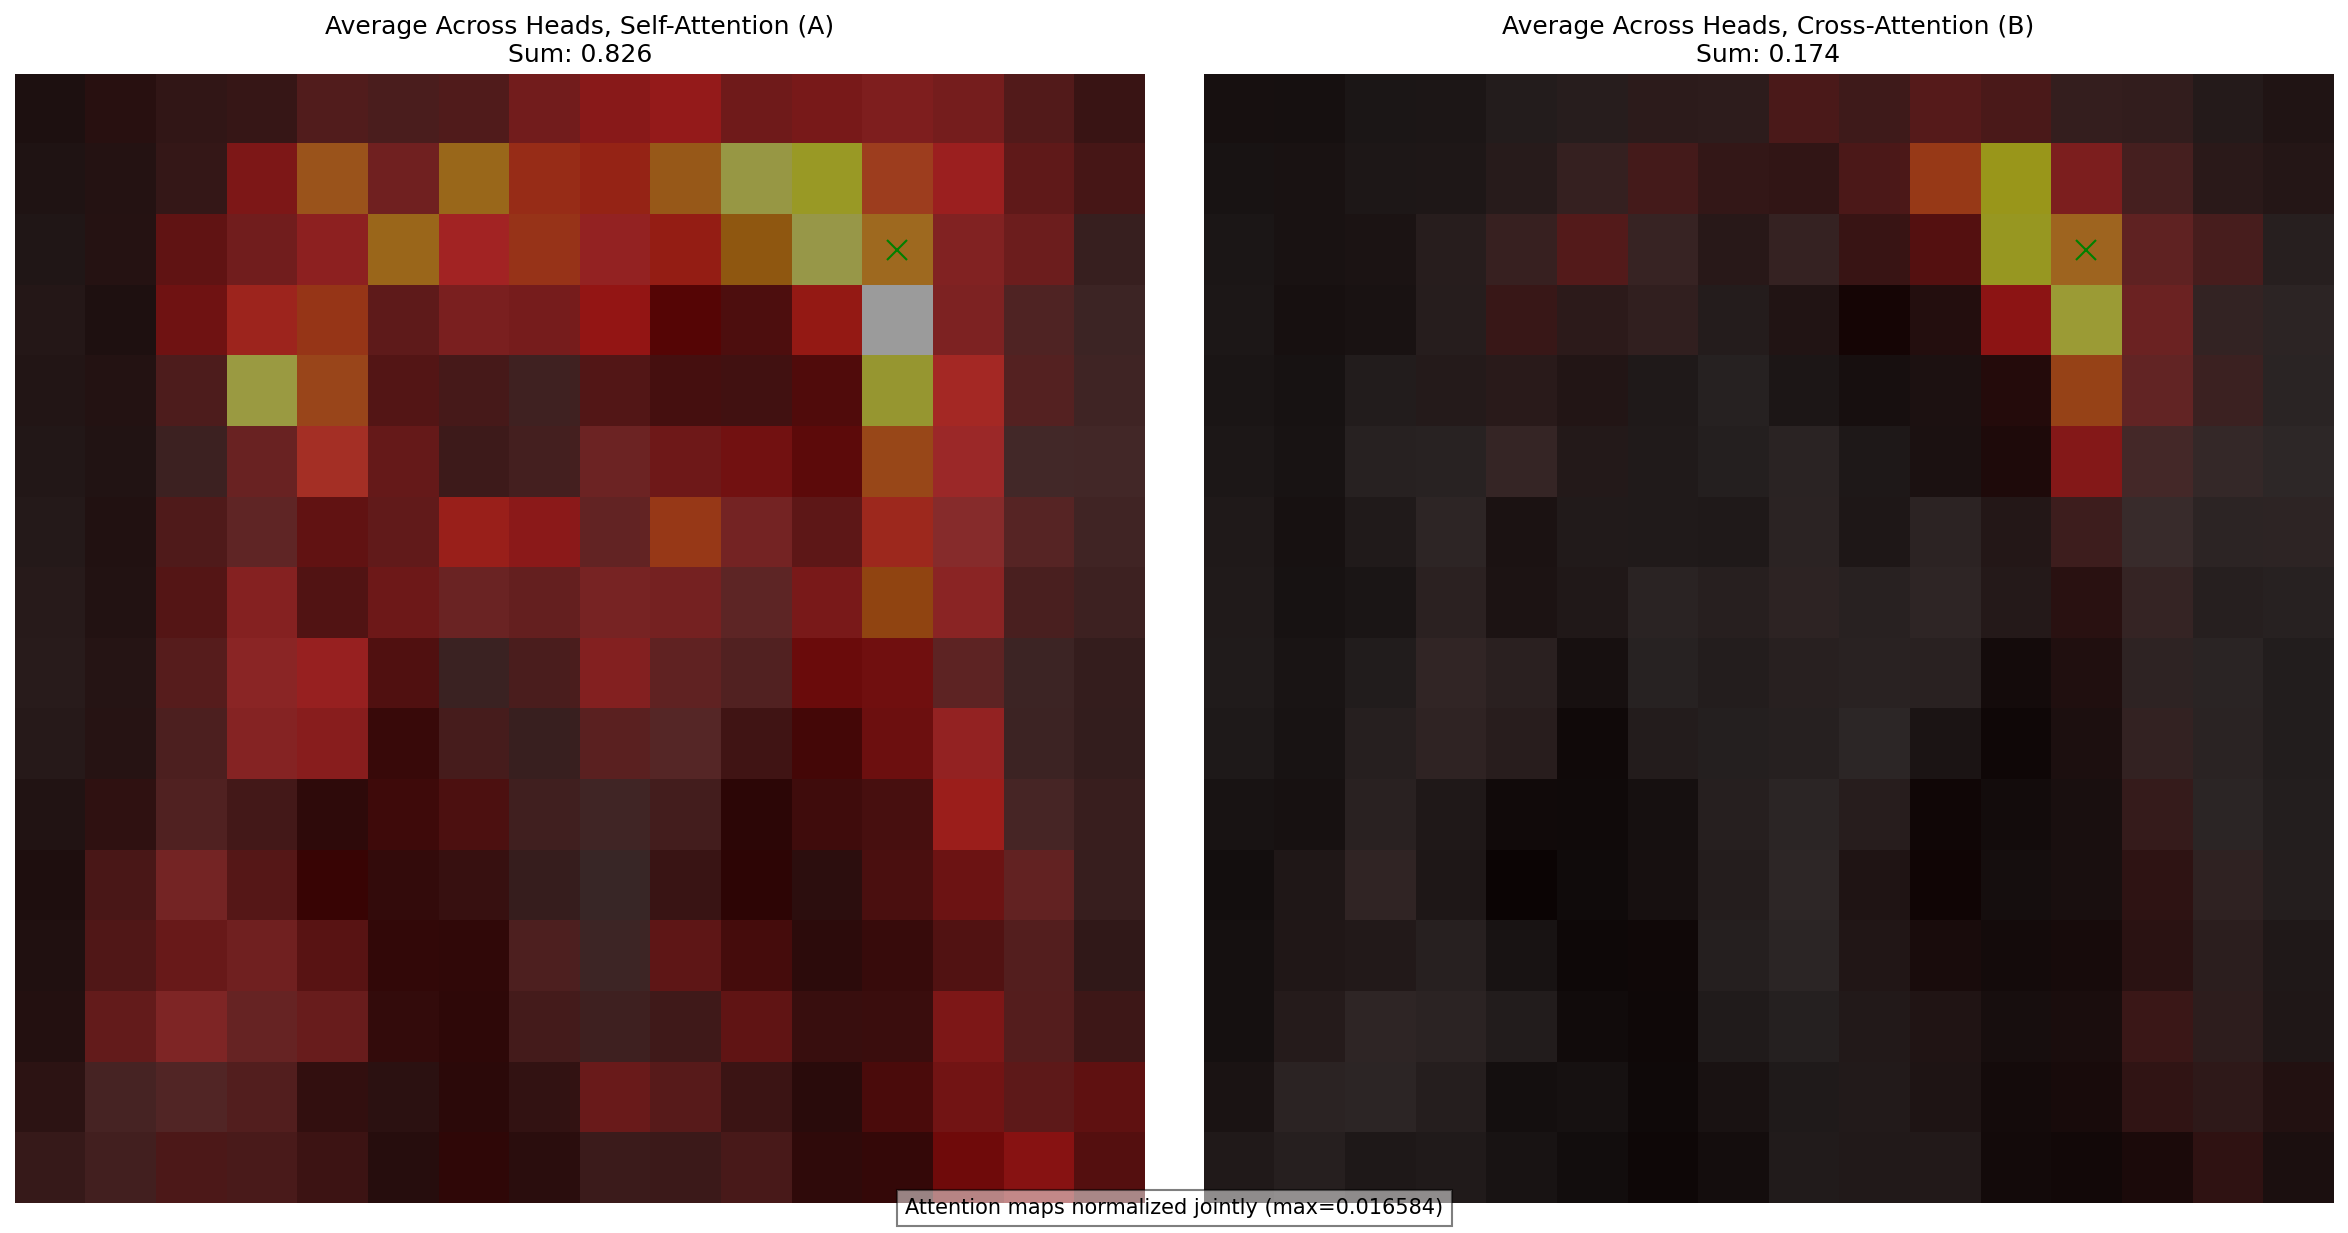 Average Across Heads, Self-Attention (A)
Sum: 0.826
Average Across Heads, Cross-Attention (B)
Sum: 0.174
Attention maps normalized jointly (max=0.016584)